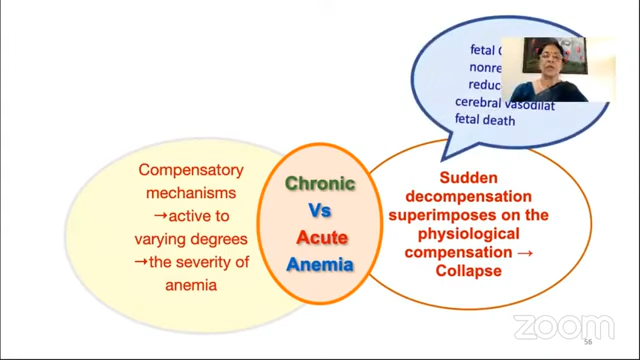 fetal
nonre
reduce
cerebral vasodilat
fetal death
Compensatory
mechanisms
→active to
varying degrees
→the severity of
anemia
Chronic
Vs
Acute
Anemia
Sudden
decompensation
superimposes on the
physiological
compensation →
Collapse
zoom
56